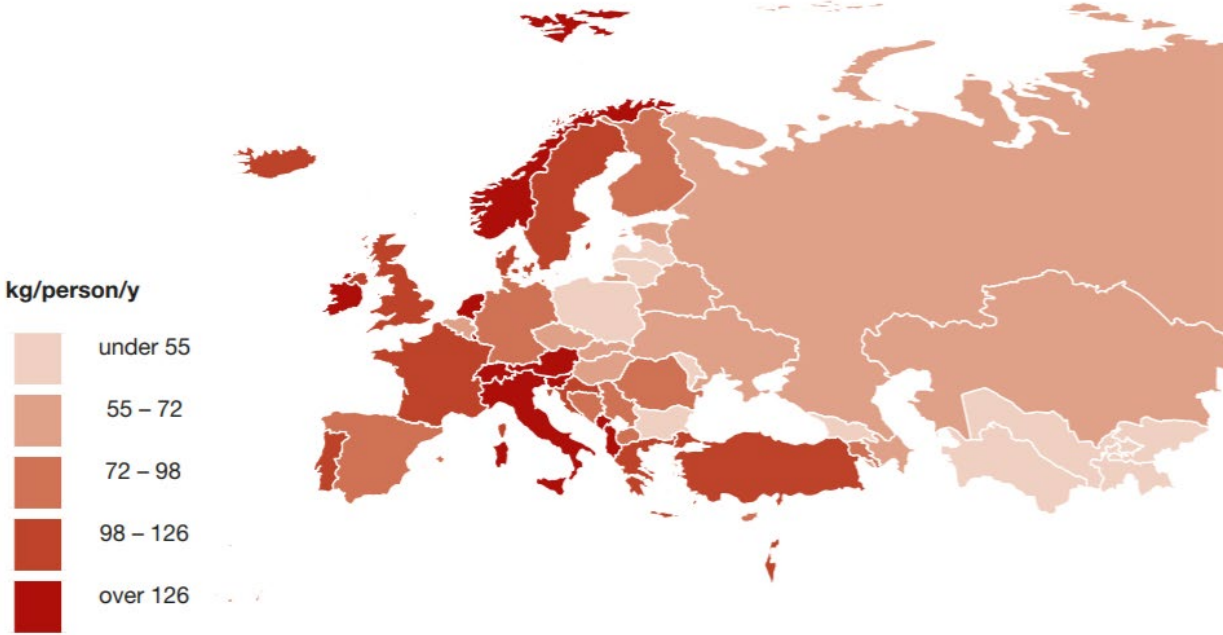 kg/person/y
under 55
55 – 72
72 – 98
98 – 126
over 126